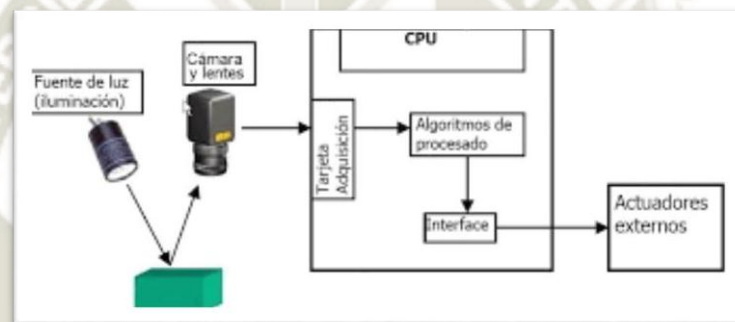 CPU
Cámara
y lentes
Fuente de luz
(iluminación)
Tarjeta
Adquisición
Algoritmos de
procesado
Interface
Actuadores
externos